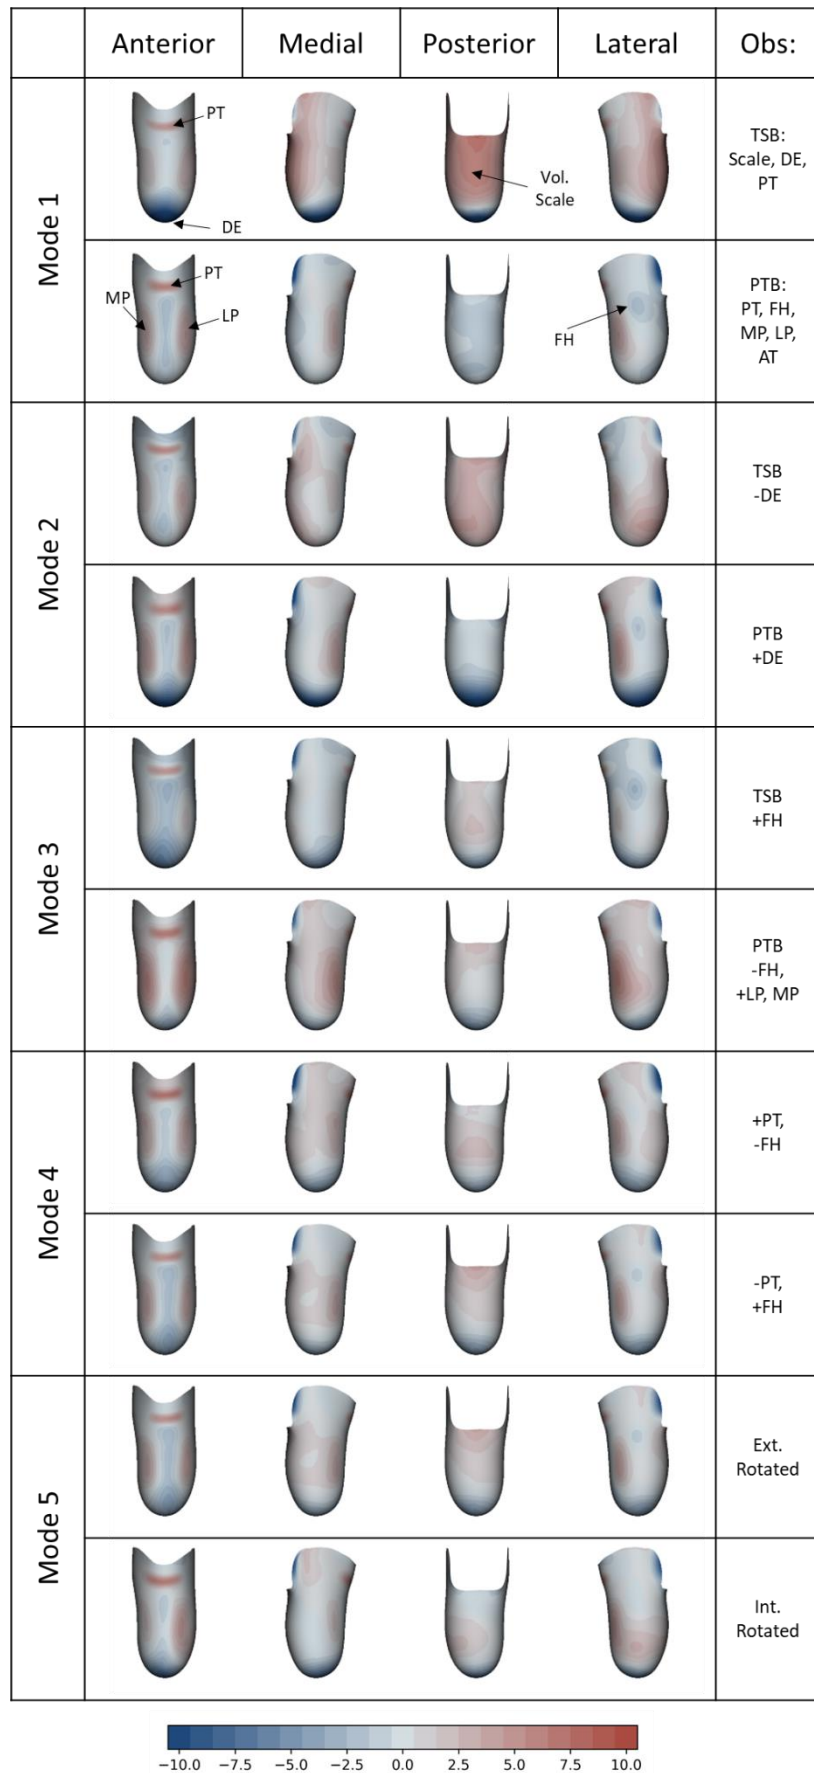 Anterior
Medial
Posterior
Lateral
Obs:
Mode 1
PT
DE
Vol.
Scale
TSB:
Scale, DE,
PT
MP
PT
LP
FH
PTB:
PT, FH,
MP, LP,
AT
Mode 2
TSB
-DE
PTB
+DE
Mode 3
TSB
+FH
PTB
-FH,
+LP, MP
Mode 4
+PT,
-FH
-PT,
+FH
Mode 5
Ext.
Rotated
Int.
Rotated
−10.0 −7.5 −5.0 −2.5 0.0 2.5 5.0 7.5 10.0